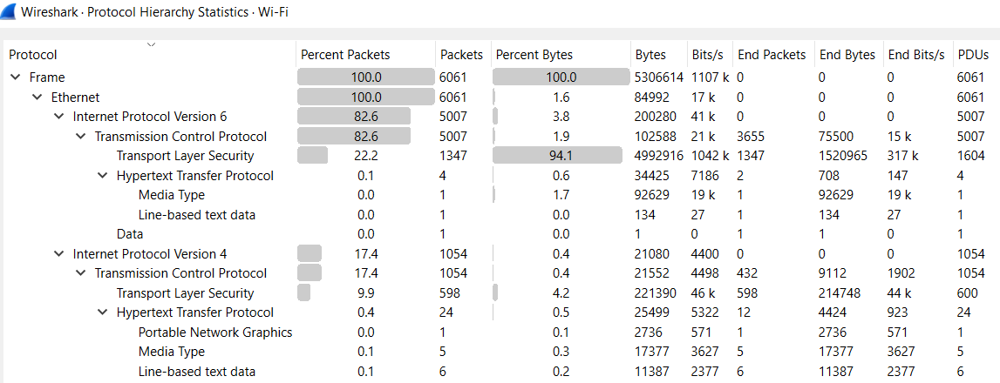 Wireshark · Protocol Hierarchy Statistics · Wi-Fi
Protocol Percent Packets Packets Percent Bytes Bytes Bits/s End Packets End Bytes End Bits/s PDUs
Frame 100.0 6061 100.0 5306614 1107 k 0 0 0 6061
Ethernet 100.0 6061 1.6 84992 17 k 0 0 0 6061
Internet Protocol Version 6 82.6 5007 3.8 200280 41 k 0 0 0 5007
Transmission Control Protocol 82.6 5007 1.9 102588 21 k 3655 75500 15 k 5007
Transport Layer Security 22.2 1347 94.1 4992916 1042 k 1347 1520965 317 k 1604
Hypertext Transfer Protocol 0.1 4 0.6 34425 7186 2 708 147 4
Media Type 0.0 1 1.7 92629 19 k 1 92629 19 k 1
Line-based text data 0.0 1 0.0 134 27 1 134 27 1
Data 0.0 1 0.0 1 0 1 1 0 1
Internet Protocol Version 4 17.4 1054 0.4 21080 4400 0 0 0 1054
Transmission Control Protocol 17.4 1054 0.4 21552 4498 432 9112 1902 1054
Transport Layer Security 9.9 598 4.2 221390 46 k 598 214748 44 k 600
Hypertext Transfer Protocol 0.4 24 0.5 25499 5322 12 4424 923 24
Portable Network Graphics 0.0 1 0.1 2736 571 1 2736 571 1
Media Type 0.1 5 0.3 17377 3627 5 17377 3627 5
Line-based text data 0.1 6 0.2 11387 2377 6 11387 2377 6